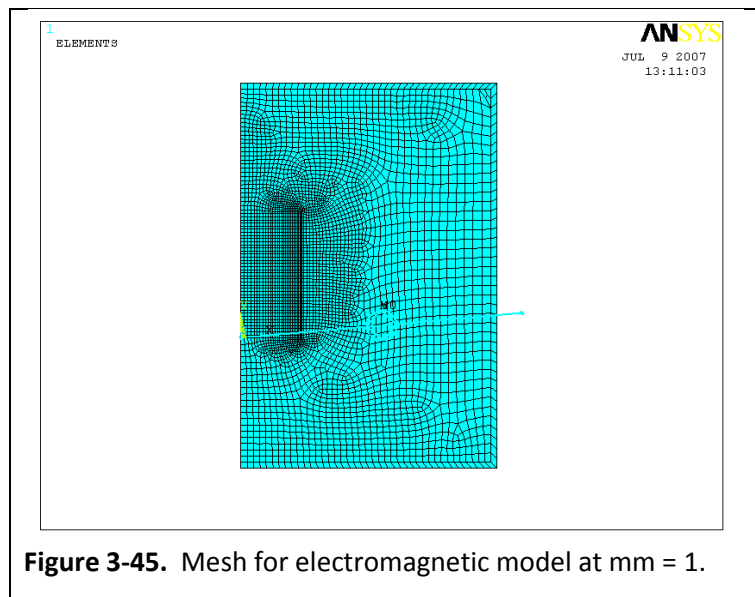 1
ELEMENTS
ANSYS
JUL 9 2007
13:11:03
Figure 3-45. Mesh for electromagnetic model at mm = 1.